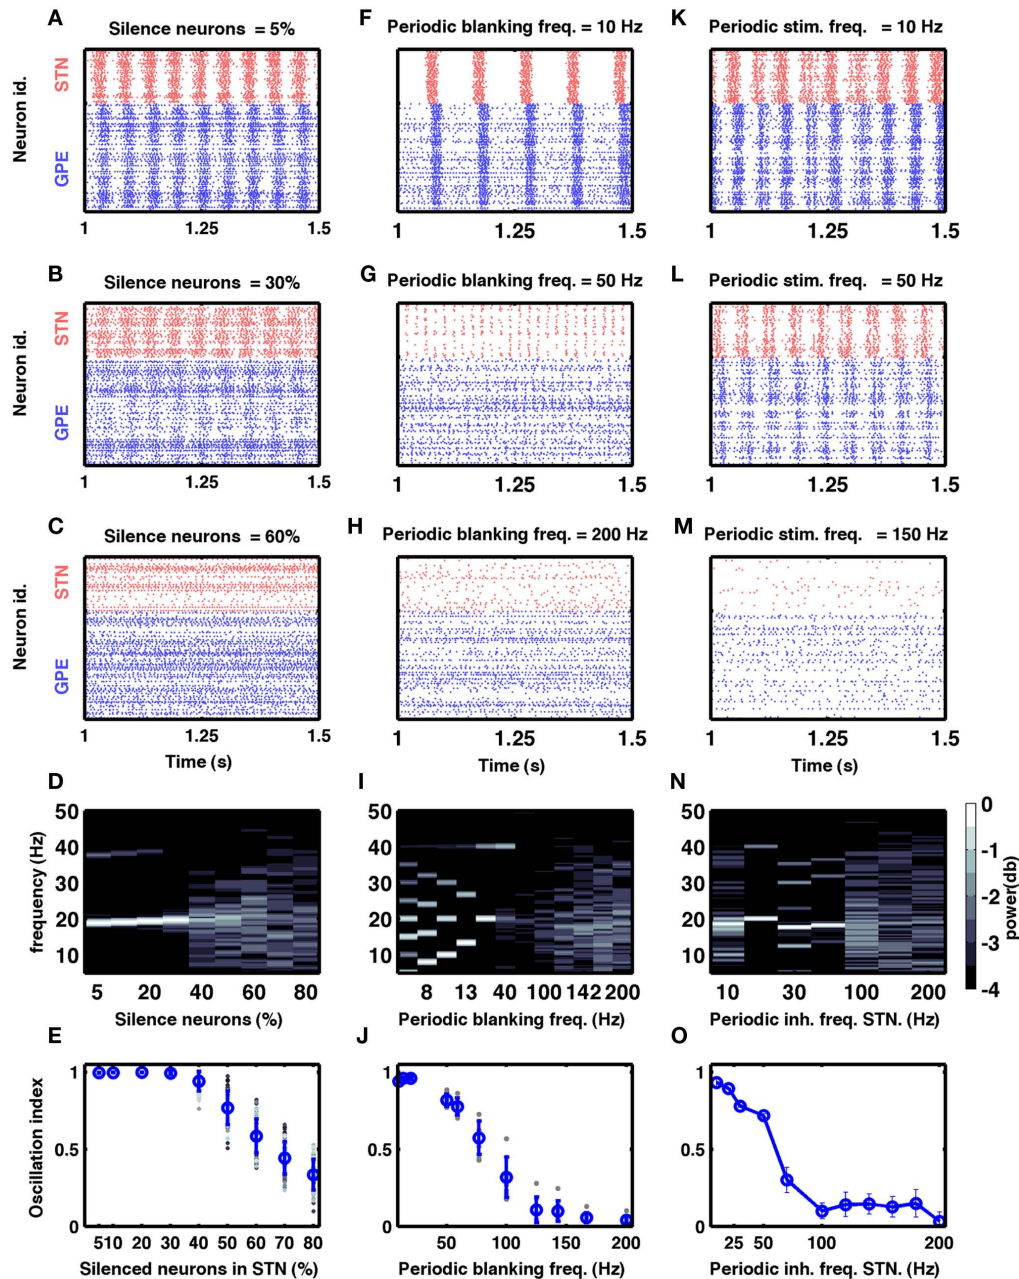 A
Silence neurons = 5%
F
Periodic blanking freq. = 10 Hz
K
Periodic stim. freq. = 10 Hz
Neuron id.
STN
GPE
1 1.25 1.5
1 1.25 1.5
1 1.25 1.5
B
Silence neurons = 30%
G
Periodic blanking freq. = 50 Hz
L
Periodic stim. freq. = 50 Hz
Neuron id.
STN
GPE
1 1.25 1.5
1 1.25 1.5
1 1.25 1.5
C
Silence neurons = 60%
H
Periodic blanking freq. = 200 Hz
M
Periodic stim. freq. = 150 Hz
Neuron id.
STN
GPE
1 1.25 1.5
1 1.25 1.5
1 1.25 1.5
Time (s)
Time (s)
Time (s)
D
frequency (Hz)
50
40
30
20
10
5 20 40 60 80
Silence neurons (%)
I
50
40
30
20
10
8 13 40 100 142 200
Periodic blanking freq. (Hz)
N
50
40
30
20
10
10 30 100 200
Periodic inh. freq. STN. (Hz)
0
-1
-2
-3
-4
power(db)
E
Oscillation index
1
0.5
0
510 20 30 40 50 60 70 80
Silenced neurons in STN (%)
J
1
0.5
0
50 100 150 200
Periodic blanking freq. (Hz)
O
1
0.5
0
25 50 100 200
Periodic inh. freq. STN. (Hz)